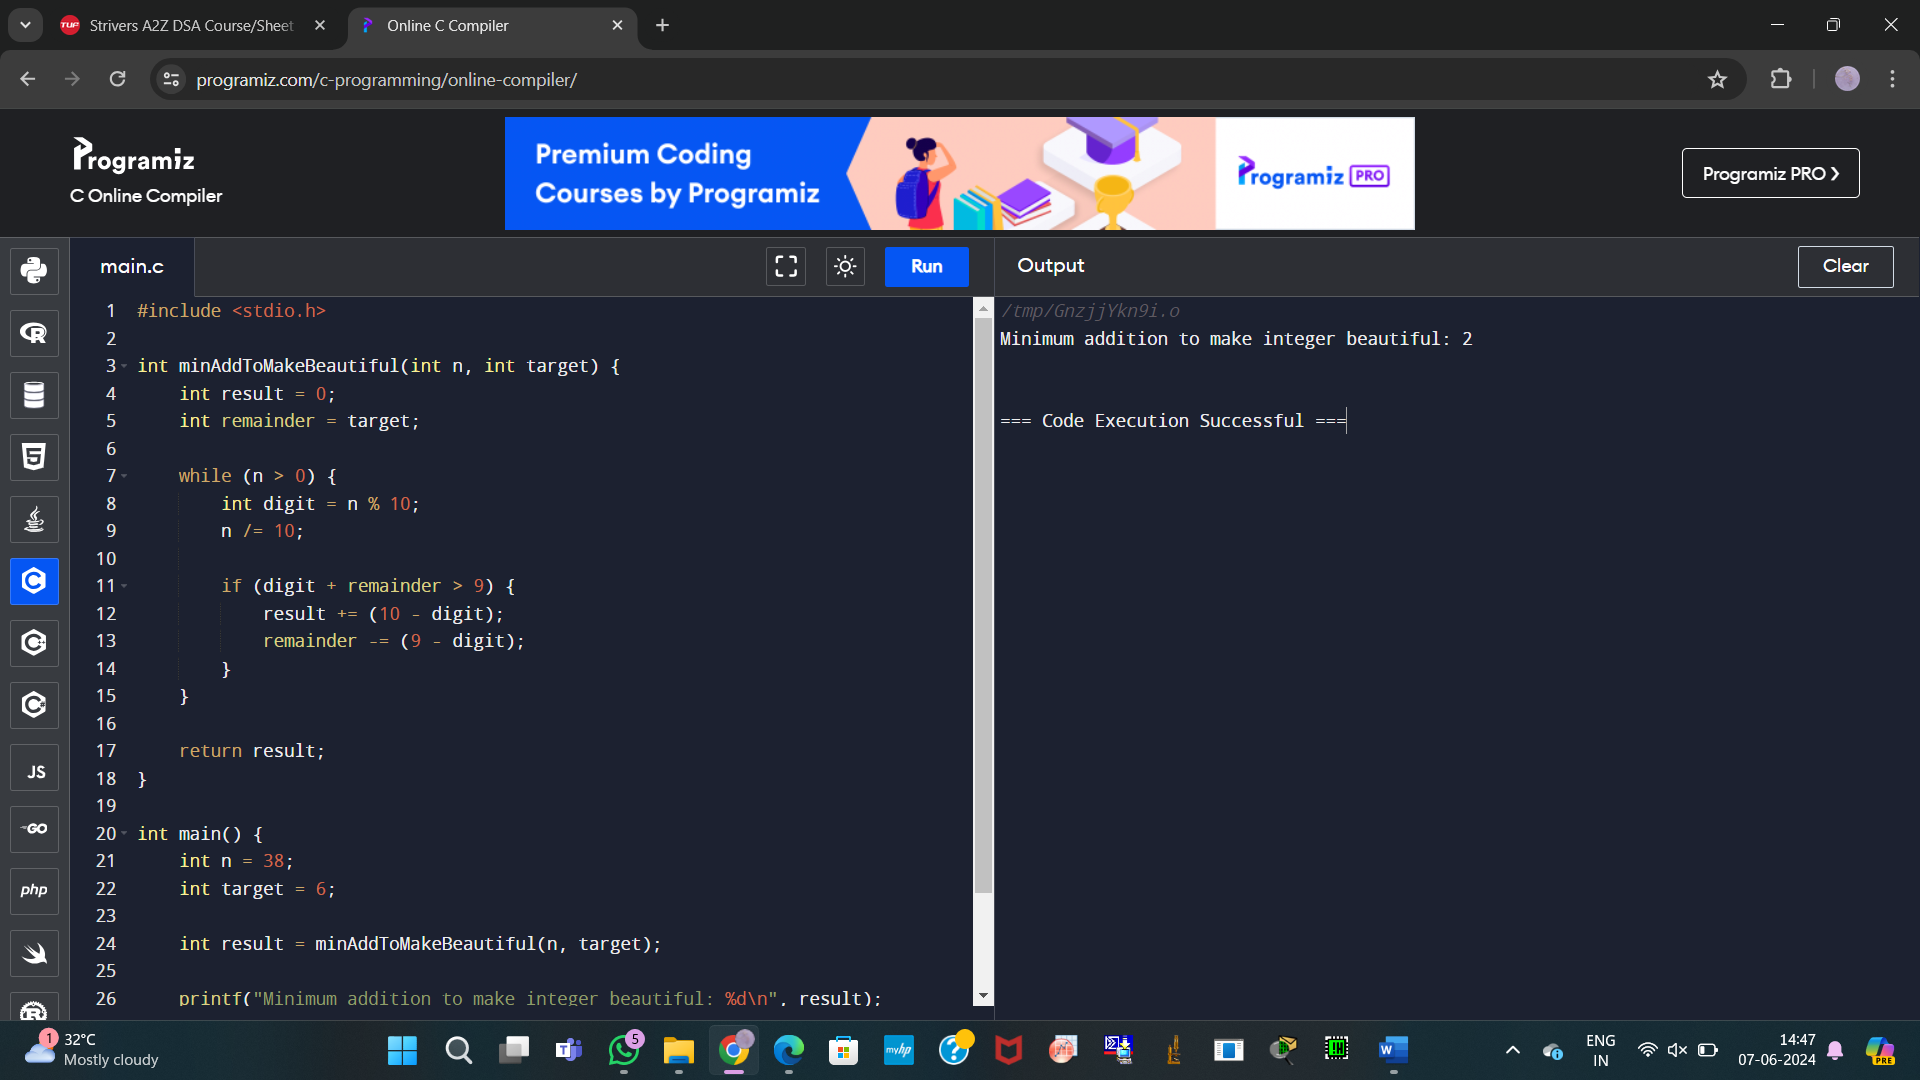 Strivers A2Z DSA Course/Sheet
Online C Compiler
programiz.com/c-programming/online-compiler/
Programiz
C Online Compiler
Premium Coding
Courses by Programiz
Programiz PRO
Programiz PRO ❯
main.c
Run
Output
Clear
1 #include <stdio.h>
2
3 int minAddToMakeBeautiful(int n, int target) {
4 int result = 0;
5 int remainder = target;
6
7 while (n > 0) {
8 int digit = n % 10;
9 n /= 10;
10
11 if (digit + remainder > 9) {
12 result += (10 - digit);
13 remainder -= (9 - digit);
14 }
15 }
16
17 return result;
18 }
19
20 int main() {
21 int n = 38;
22 int target = 6;
23
24 int result = minAddToMakeBeautiful(n, target);
25
26 printf("Minimum addition to make integer beautiful: %d\n", result);
/tmp/GnzjjYkn9i.o
Minimum addition to make integer beautiful: 2
=== Code Execution Successful ===
JS
GO
php
1
32°C
Mostly cloudy
5
myhp
ENG
IN
14:47
07-06-2024
PRE